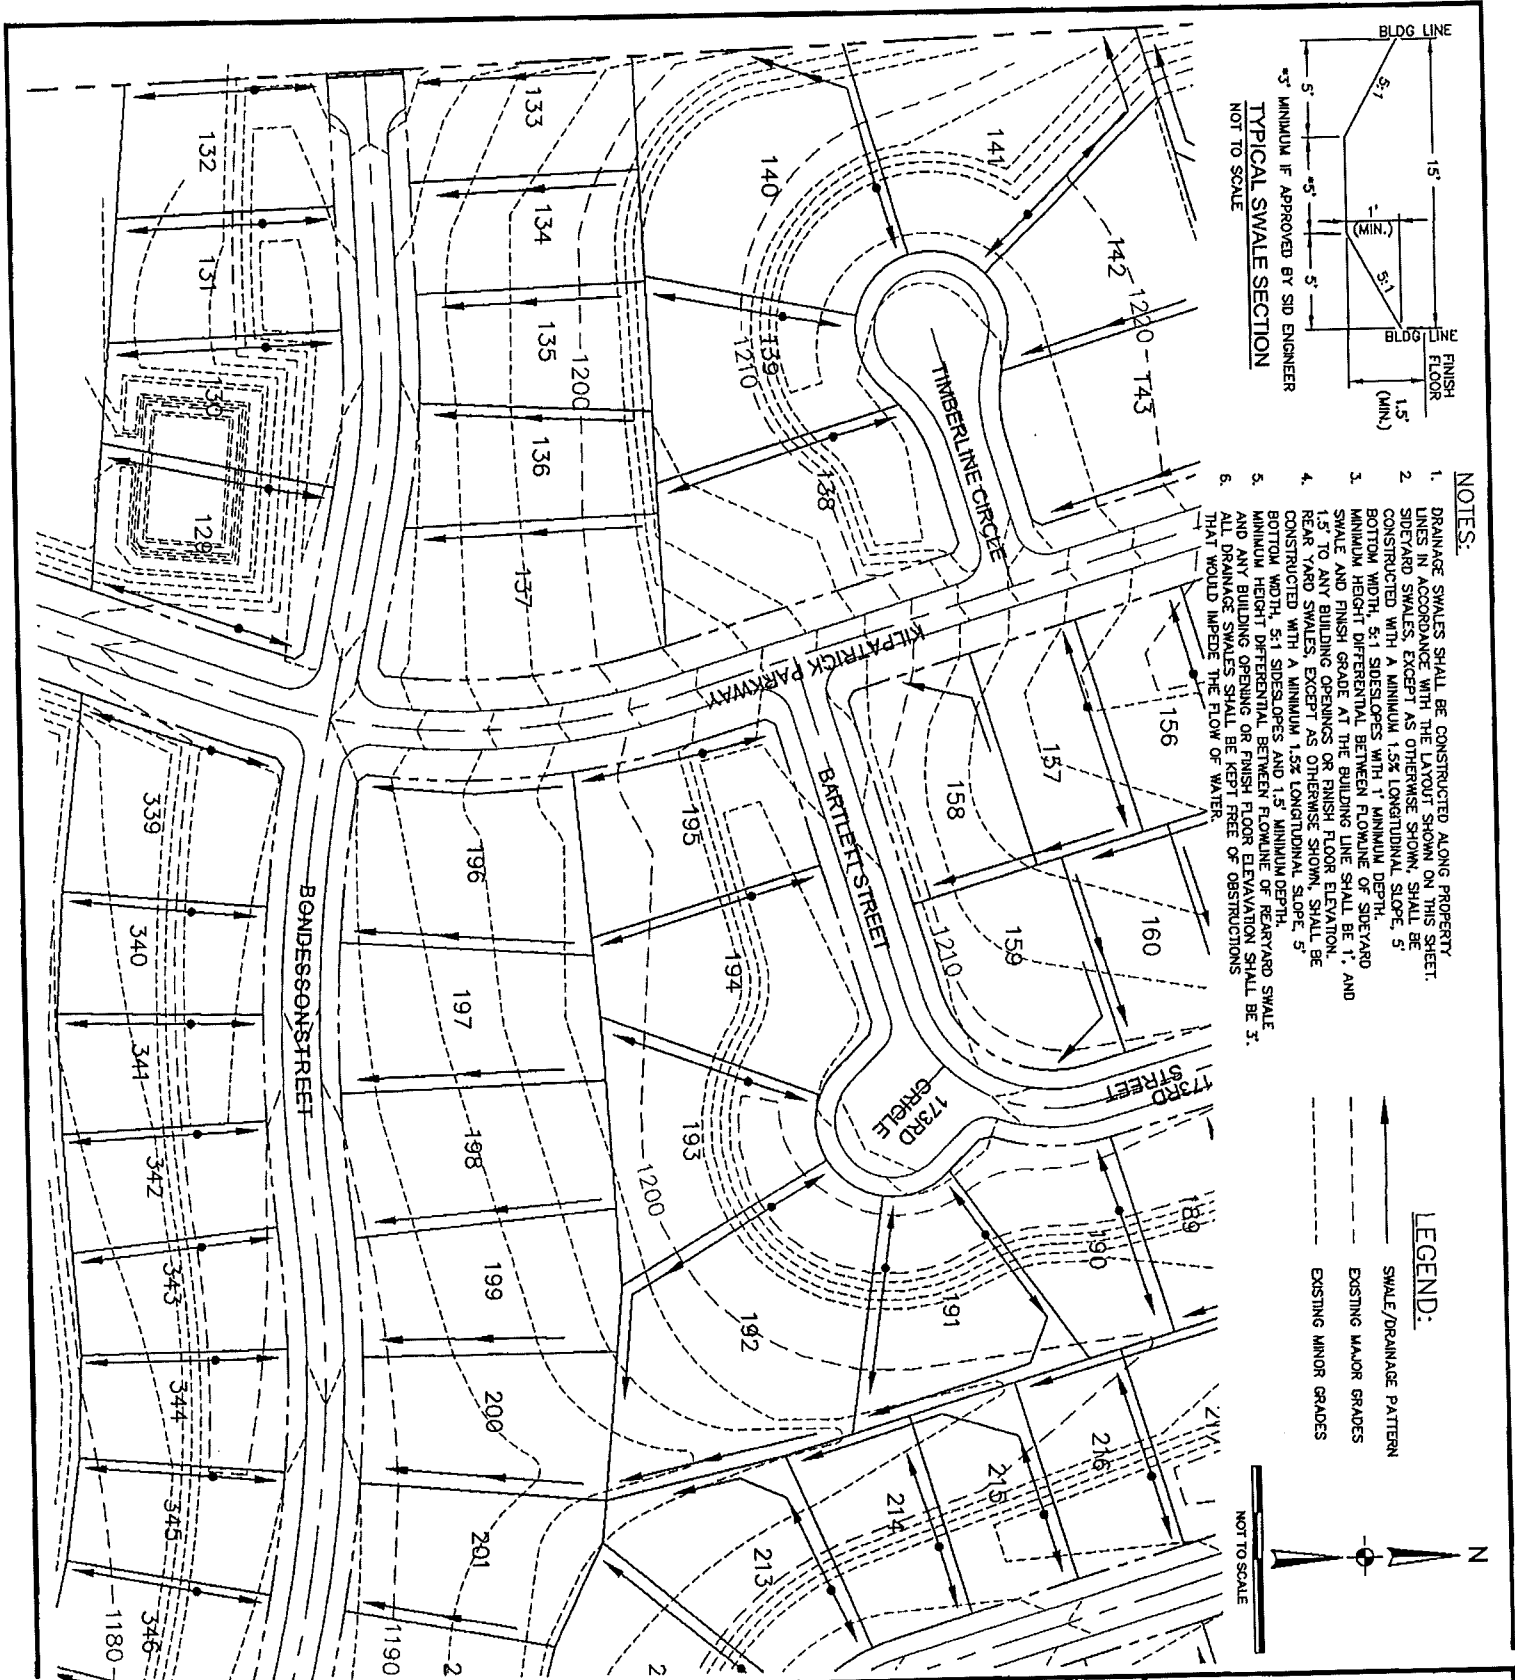 BLDG LINE
15'
BLDG LINE
FINISH
FLOOR
5:1
1'
(MIN.)
5:1
1.5'
(MIN.)
5'
*5'
5'
*3' MINIMUM IF APPROVED BY SID ENGINEER
TYPICAL SWALE SECTION
NOT TO SCALE
NOTES:
1. DRAINAGE SWALES SHALL BE CONSTRUCTED ALONG PROPERTY
LINES IN ACCORDANCE WITH THE LAYOUT SHOWN ON THIS SHEET.
2 SIDEYARD SWALES, EXCEPT AS OTHERWISE SHOWN, SHALL BE
CONSTRUCTED WITH A MINIMUM 1.5% LONGITUDINAL SLOPE, 5'
BOTTOM WIDTH, 5:1 SIDESLOPES WITH 1' MINIMUM DEPTH.
3. MINIMUM HEIGHT DIFFERENTIAL BETWEEN FLOWLINE OF SIDEYARD
SWALE AND FINISH GRADE AT THE BUILDING LINE SHALL BE 1', AND
1.5' TO ANY BUILDING OPENINGS OR FINISH FLOOR ELEVATION.
4. REAR YARD SWALES, EXCEPT AS OTHERWISE SHOWN, SHALL BE
CONSTRUCTED WITH A MINIMUM 1.5% LONGITUDINAL SLOPE, 5'
BOTTOM WIDTH, 5:1 SIDESLOPES AND 1.5' MINIMUM DEPTH.
5. MINIMUM HEIGHT DIFFERENTIAL BETWEEN FLOWLINE OF REARYARD SWALE
AND ANY BUILDING OPENING OR FINISH FLOOR ELEVAVATION SHALL BE 3'.
6. ALL DRAINAGE SWALES SHALL BE KEPT FREE OF OBSTRUCTIONS
THAT WOULD IMPEDE THE FLOW OF WATER.
LEGEND:
SWALE/DRAINAGE PATTERN
EXISTING MAJOR GRADES
EXISTING MINOR GRADES
N
NOT TO SCALE
141
142
1220
143
140
139
1210
138
TIMBERLINE CIRCLE
133
134
135
1200
136
137
132
131
129
KILPATRICK PARKWAY
156
157
158
159
160
1210
BARTLETT STREET
173RD
STREET
173RD
CRICLE
189
190
191
192
193
194
195
1200
196
197
198
199
200
201
213
214
215
216
BONDESSON STREET
339
340
341
342
343
344
345
346
1180
1190
2
2